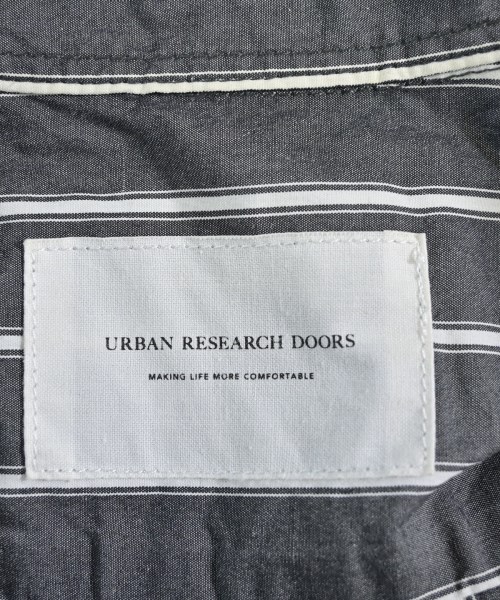 URBAN RESEARCH DOORS
MAKING LIFE MORE COMFORTABLE